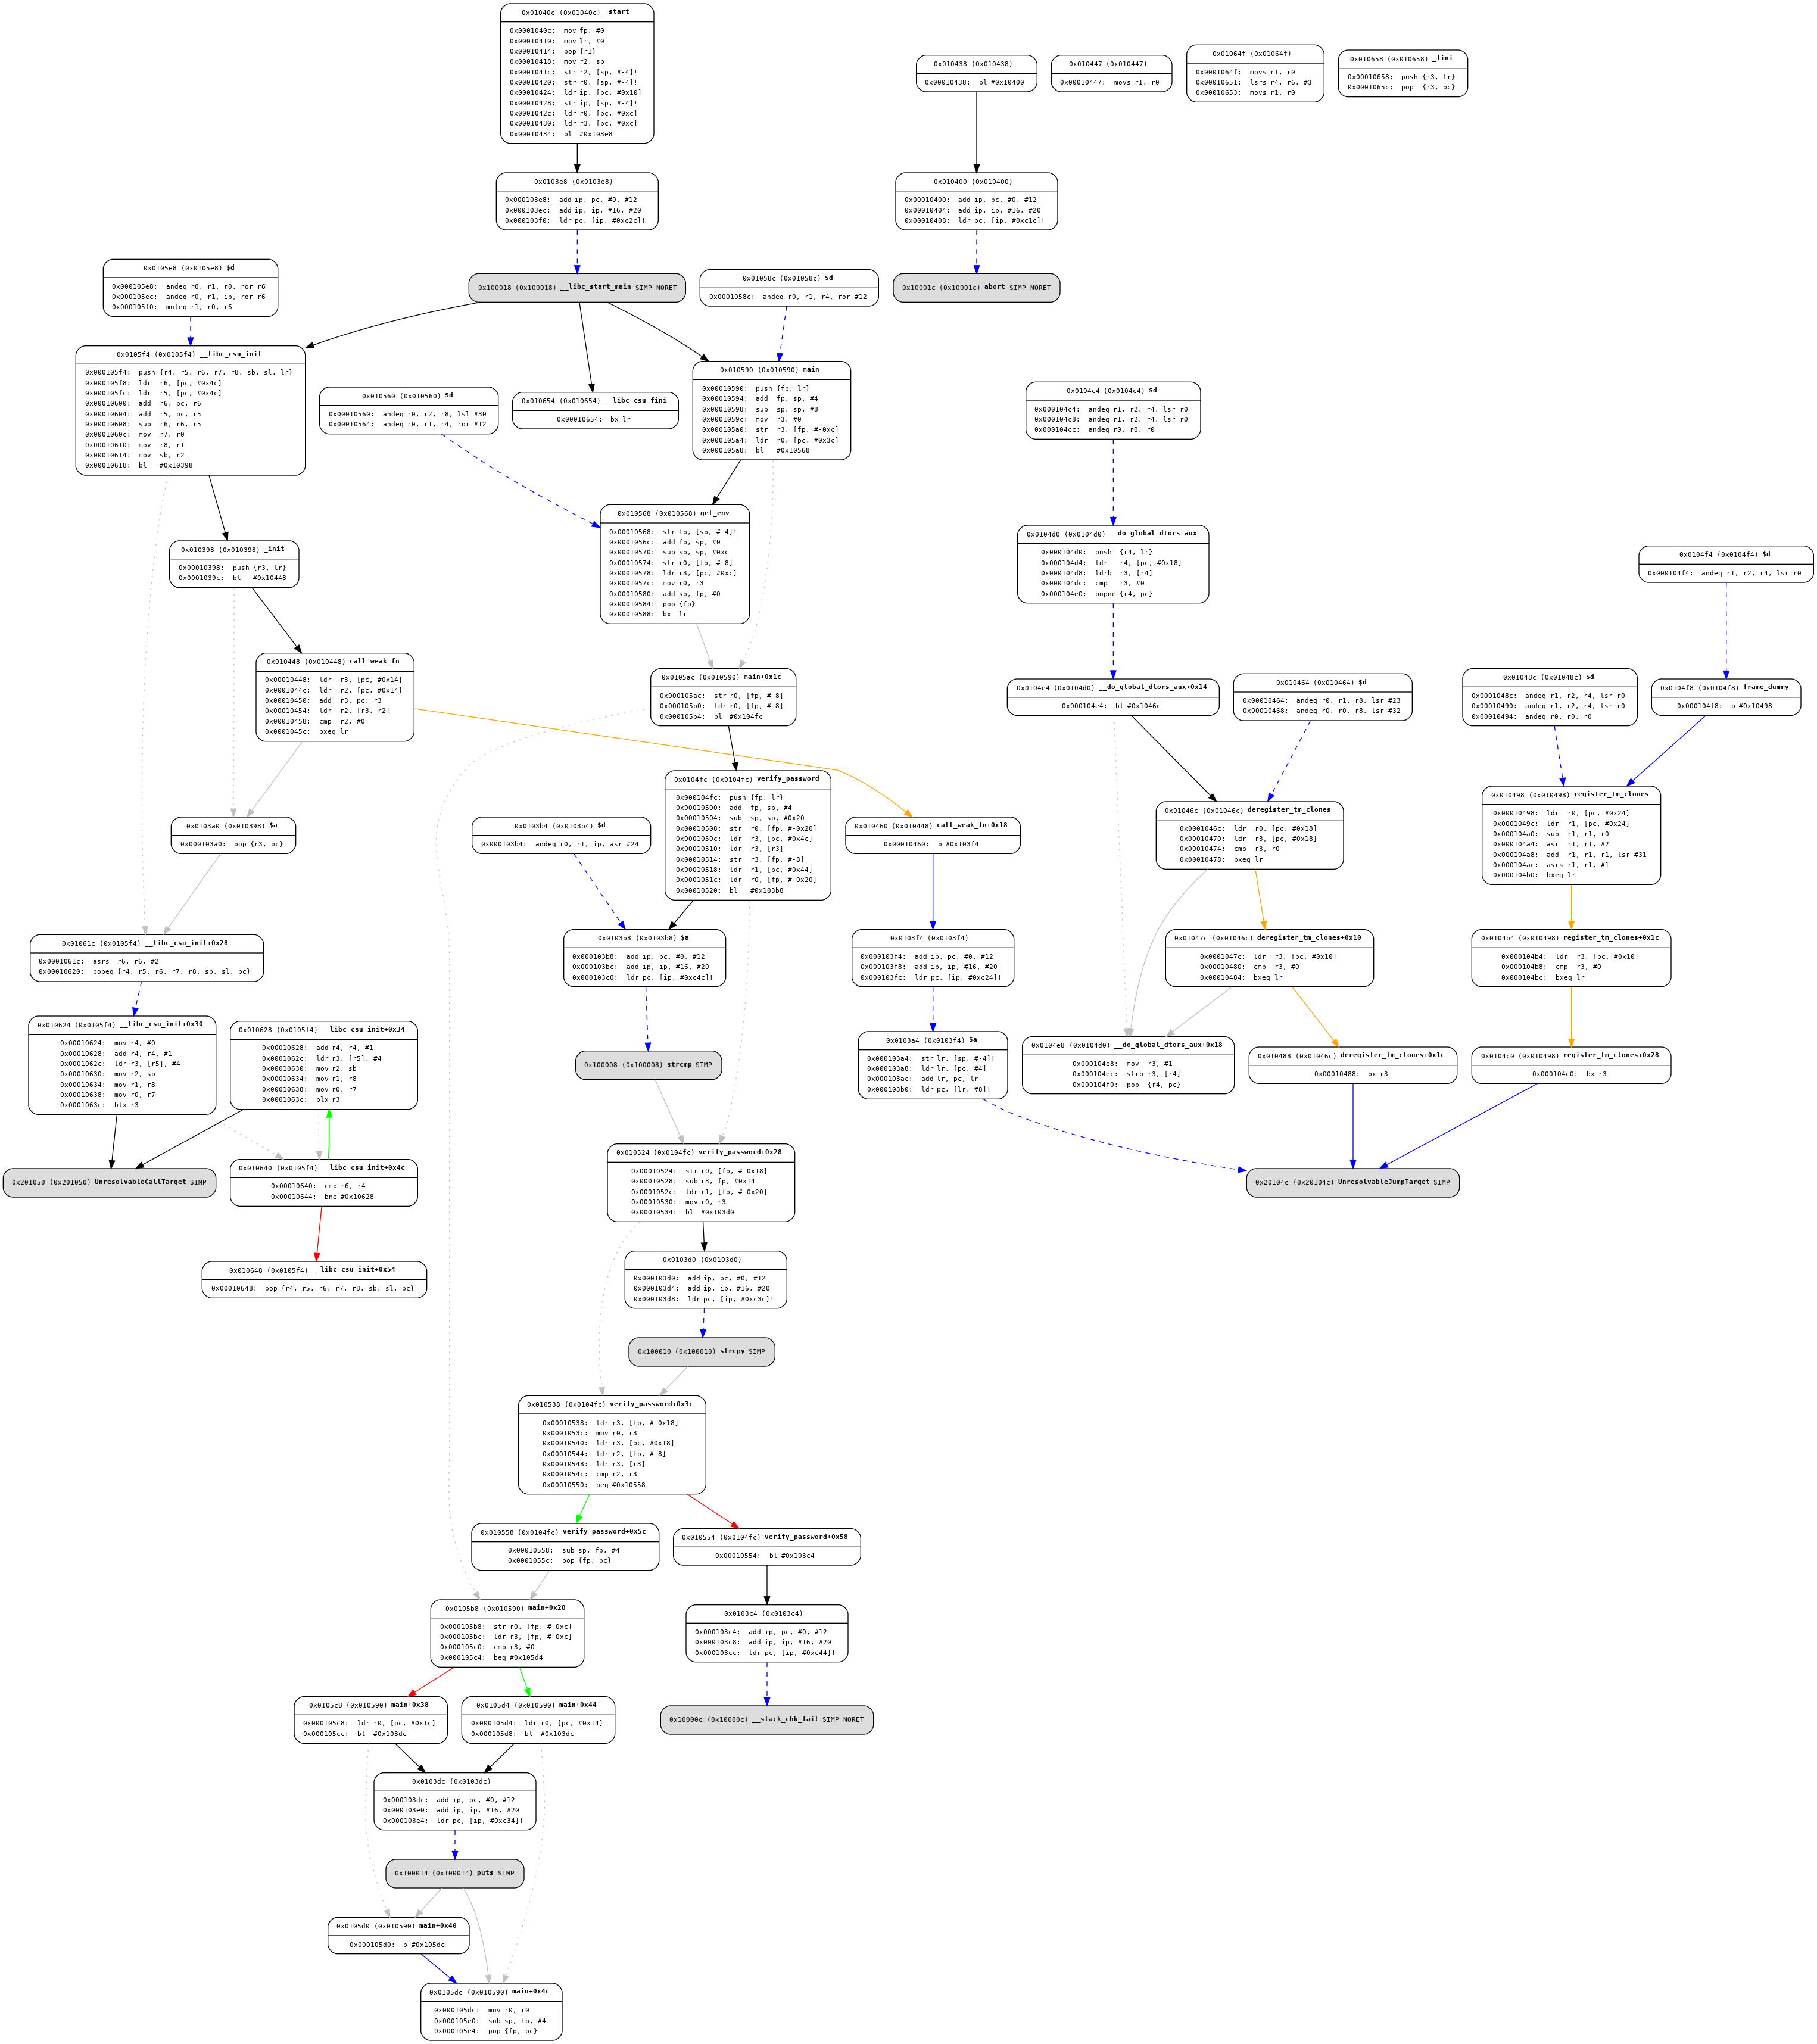 0x01040c (0x01040c) _start
0x0001040c: mov fp, #0
0x00010410: mov lr, #0
0x00010414: pop {r1}
0x00010418: mov r2, sp
0x0001041c: str r2, [sp, #-4]!
0x00010420: str r0, [sp, #-4]!
0x00010424: ldr ip, [pc, #0x10]
0x00010428: str ip, [sp, #-4]!
0x0001042c: ldr r0, [pc, #0xc]
0x00010430: ldr r3, [pc, #0xc]
0x00010434: bl #0x103e8
0x010438 (0x010438)
0x00010438: bl #0x10400
0x010447 (0x010447)
0x00010447: movs r1, r0
0x01064f (0x01064f)
0x0001064f: movs r1, r0
0x00010651: lsrs r4, r6, #3
0x00010653: movs r1, r0
0x010658 (0x010658) _fini
0x00010658: push {r3, lr}
0x0001065c: pop {r3, pc}
0x0103e8 (0x0103e8)
0x000103e8: add ip, pc, #0, #12
0x000103ec: add ip, ip, #16, #20
0x000103f0: ldr pc, [ip, #0xc2c]!
0x010400 (0x010400)
0x00010400: add ip, pc, #0, #12
0x00010404: add ip, ip, #16, #20
0x00010408: ldr pc, [ip, #0xc1c]!
0x0105e8 (0x0105e8) $d
0x000105e8: andeq r0, r1, r0, ror r6
0x000105ec: andeq r0, r1, ip, ror r6
0x000105f0: muleq r1, r0, r6
0x100018 (0x100018) __libc_start_main SIMP NORET
0x01058c (0x01058c) $d
0x0001058c: andeq r0, r1, r4, ror #12
0x10001c (0x10001c) abort SIMP NORET
0x0105f4 (0x0105f4) __libc_csu_init
0x000105f4: push {r4, r5, r6, r7, r8, sb, sl, lr}
0x000105f8: ldr r6, [pc, #0x4c]
0x000105fc: ldr r5, [pc, #0x4c]
0x00010600: add r6, pc, r6
0x00010604: add r5, pc, r5
0x00010608: sub r6, r6, r5
0x0001060c: mov r7, r0
0x00010610: mov r8, r1
0x00010614: mov sb, r2
0x00010618: bl #0x10398
0x010560 (0x010560) $d
0x00010560: andeq r0, r2, r8, lsl #30
0x00010564: andeq r0, r1, r4, ror #12
0x010654 (0x010654) __libc_csu_fini
0x00010654: bx lr
0x010590 (0x010590) main
0x00010590: push {fp, lr}
0x00010594: add fp, sp, #4
0x00010598: sub sp, sp, #8
0x0001059c: mov r3, #0
0x000105a0: str r3, [fp, #-0xc]
0x000105a4: ldr r0, [pc, #0x3c]
0x000105a8: bl #0x10568
0x0104c4 (0x0104c4) $d
0x000104c4: andeq r1, r2, r4, lsr r0
0x000104c8: andeq r1, r2, r4, lsr r0
0x000104cc: andeq r0, r0, r0
0x010568 (0x010568) get_env
0x00010568: str fp, [sp, #-4]!
0x0001056c: add fp, sp, #0
0x00010570: sub sp, sp, #0xc
0x00010574: str r0, [fp, #-8]
0x00010578: ldr r3, [pc, #0xc]
0x0001057c: mov r0, r3
0x00010580: add sp, fp, #0
0x00010584: pop {fp}
0x00010588: bx lr
0x0104d0 (0x0104d0) __do_global_dtors_aux
0x000104d0: push {r4, lr}
0x000104d4: ldr r4, [pc, #0x18]
0x000104d8: ldrb r3, [r4]
0x000104dc: cmp r3, #0
0x000104e0: popne {r4, pc}
0x010398 (0x010398) _init
0x00010398: push {r3, lr}
0x0001039c: bl #0x10448
0x0104f4 (0x0104f4) $d
0x000104f4: andeq r1, r2, r4, lsr r0
0x010448 (0x010448) call_weak_fn
0x00010448: ldr r3, [pc, #0x14]
0x0001044c: ldr r2, [pc, #0x14]
0x00010450: add r3, pc, r3
0x00010454: ldr r2, [r3, r2]
0x00010458: cmp r2, #0
0x0001045c: bxeq lr
0x0105ac (0x010590) main+0x1c
0x000105ac: str r0, [fp, #-8]
0x000105b0: ldr r0, [fp, #-8]
0x000105b4: bl #0x104fc
0x0104e4 (0x0104d0) __do_global_dtors_aux+0x14
0x000104e4: bl #0x1046c
0x010464 (0x010464) $d
0x00010464: andeq r0, r1, r8, lsr #23
0x00010468: andeq r0, r0, r8, lsr #32
0x01048c (0x01048c) $d
0x0001048c: andeq r1, r2, r4, lsr r0
0x00010490: andeq r1, r2, r4, lsr r0
0x00010494: andeq r0, r0, r0
0x0104f8 (0x0104f8) frame_dummy
0x000104f8: b #0x10498
0x0104fc (0x0104fc) verify_password
0x000104fc: push {fp, lr}
0x00010500: add fp, sp, #4
0x00010504: sub sp, sp, #0x20
0x00010508: str r0, [fp, #-0x20]
0x0001050c: ldr r3, [pc, #0x4c]
0x00010510: ldr r3, [r3]
0x00010514: str r3, [fp, #-8]
0x00010518: ldr r1, [pc, #0x44]
0x0001051c: ldr r0, [fp, #-0x20]
0x00010520: bl #0x103b8
0x0103a0 (0x010398) $a
0x000103a0: pop {r3, pc}
0x0103b4 (0x0103b4) $d
0x000103b4: andeq r0, r1, ip, asr #24
0x010460 (0x010448) call_weak_fn+0x18
0x00010460: b #0x103f4
0x01046c (0x01046c) deregister_tm_clones
0x0001046c: ldr r0, [pc, #0x18]
0x00010470: ldr r3, [pc, #0x18]
0x00010474: cmp r3, r0
0x00010478: bxeq lr
0x010498 (0x010498) register_tm_clones
0x00010498: ldr r0, [pc, #0x24]
0x0001049c: ldr r1, [pc, #0x24]
0x000104a0: sub r1, r1, r0
0x000104a4: asr r1, r1, #2
0x000104a8: add r1, r1, r1, lsr #31
0x000104ac: asrs r1, r1, #1
0x000104b0: bxeq lr
0x01061c (0x0105f4) __libc_csu_init+0x28
0x0001061c: asrs r6, r6, #2
0x00010620: popeq {r4, r5, r6, r7, r8, sb, sl, pc}
0x0103b8 (0x0103b8) $a
0x000103b8: add ip, pc, #0, #12
0x000103bc: add ip, ip, #16, #20
0x000103c0: ldr pc, [ip, #0xc4c]!
0x0103f4 (0x0103f4)
0x000103f4: add ip, pc, #0, #12
0x000103f8: add ip, ip, #16, #20
0x000103fc: ldr pc, [ip, #0xc24]!
0x01047c (0x01046c) deregister_tm_clones+0x10
0x0001047c: ldr r3, [pc, #0x10]
0x00010480: cmp r3, #0
0x00010484: bxeq lr
0x0104b4 (0x010498) register_tm_clones+0x1c
0x000104b4: ldr r3, [pc, #0x10]
0x000104b8: cmp r3, #0
0x000104bc: bxeq lr
0x010624 (0x0105f4) __libc_csu_init+0x30
0x00010624: mov r4, #0
0x00010628: add r4, r4, #1
0x0001062c: ldr r3, [r5], #4
0x00010630: mov r2, sb
0x00010634: mov r1, r8
0x00010638: mov r0, r7
0x0001063c: blx r3
0x010628 (0x0105f4) __libc_csu_init+0x34
0x00010628: add r4, r4, #1
0x0001062c: ldr r3, [r5], #4
0x00010630: mov r2, sb
0x00010634: mov r1, r8
0x00010638: mov r0, r7
0x0001063c: blx r3
0x100008 (0x100008) strcmp SIMP
0x0103a4 (0x0103f4) $a
0x000103a4: str lr, [sp, #-4]!
0x000103a8: ldr lr, [pc, #4]
0x000103ac: add lr, pc, lr
0x000103b0: ldr pc, [lr, #8]!
0x0104e8 (0x0104d0) __do_global_dtors_aux+0x18
0x000104e8: mov r3, #1
0x000104ec: strb r3, [r4]
0x000104f0: pop {r4, pc}
0x010488 (0x01046c) deregister_tm_clones+0x1c
0x00010488: bx r3
0x0104c0 (0x010498) register_tm_clones+0x28
0x000104c0: bx r3
0x201050 (0x201050) UnresolvableCallTarget SIMP
0x010640 (0x0105f4) __libc_csu_init+0x4c
0x00010640: cmp r6, r4
0x00010644: bne #0x10628
0x010524 (0x0104fc) verify_password+0x28
0x00010524: str r0, [fp, #-0x18]
0x00010528: sub r3, fp, #0x14
0x0001052c: ldr r1, [fp, #-0x20]
0x00010530: mov r0, r3
0x00010534: bl #0x103d0
0x20104c (0x20104c) UnresolvableJumpTarget SIMP
0x010648 (0x0105f4) __libc_csu_init+0x54
0x00010648: pop {r4, r5, r6, r7, r8, sb, sl, pc}
0x0103d0 (0x0103d0)
0x000103d0: add ip, pc, #0, #12
0x000103d4: add ip, ip, #16, #20
0x000103d8: ldr pc, [ip, #0xc3c]!
0x100010 (0x100010) strcpy SIMP
0x010538 (0x0104fc) verify_password+0x3c
0x00010538: ldr r3, [fp, #-0x18]
0x0001053c: mov r0, r3
0x00010540: ldr r3, [pc, #0x18]
0x00010544: ldr r2, [fp, #-8]
0x00010548: ldr r3, [r3]
0x0001054c: cmp r2, r3
0x00010550: beq #0x10558
0x010558 (0x0104fc) verify_password+0x5c
0x00010558: sub sp, fp, #4
0x0001055c: pop {fp, pc}
0x010554 (0x0104fc) verify_password+0x58
0x00010554: bl #0x103c4
0x0105b8 (0x010590) main+0x28
0x000105b8: str r0, [fp, #-0xc]
0x000105bc: ldr r3, [fp, #-0xc]
0x000105c0: cmp r3, #0
0x000105c4: beq #0x105d4
0x0103c4 (0x0103c4)
0x000103c4: add ip, pc, #0, #12
0x000103c8: add ip, ip, #16, #20
0x000103cc: ldr pc, [ip, #0xc44]!
0x0105c8 (0x010590) main+0x38
0x000105c8: ldr r0, [pc, #0x1c]
0x000105cc: bl #0x103dc
0x0105d4 (0x010590) main+0x44
0x000105d4: ldr r0, [pc, #0x14]
0x000105d8: bl #0x103dc
0x10000c (0x10000c) __stack_chk_fail SIMP NORET
0x0103dc (0x0103dc)
0x000103dc: add ip, pc, #0, #12
0x000103e0: add ip, ip, #16, #20
0x000103e4: ldr pc, [ip, #0xc34]!
0x100014 (0x100014) puts SIMP
0x0105d0 (0x010590) main+0x40
0x000105d0: b #0x105dc
0x0105dc (0x010590) main+0x4c
0x000105dc: mov r0, r0
0x000105e0: sub sp, fp, #4
0x000105e4: pop {fp, pc}